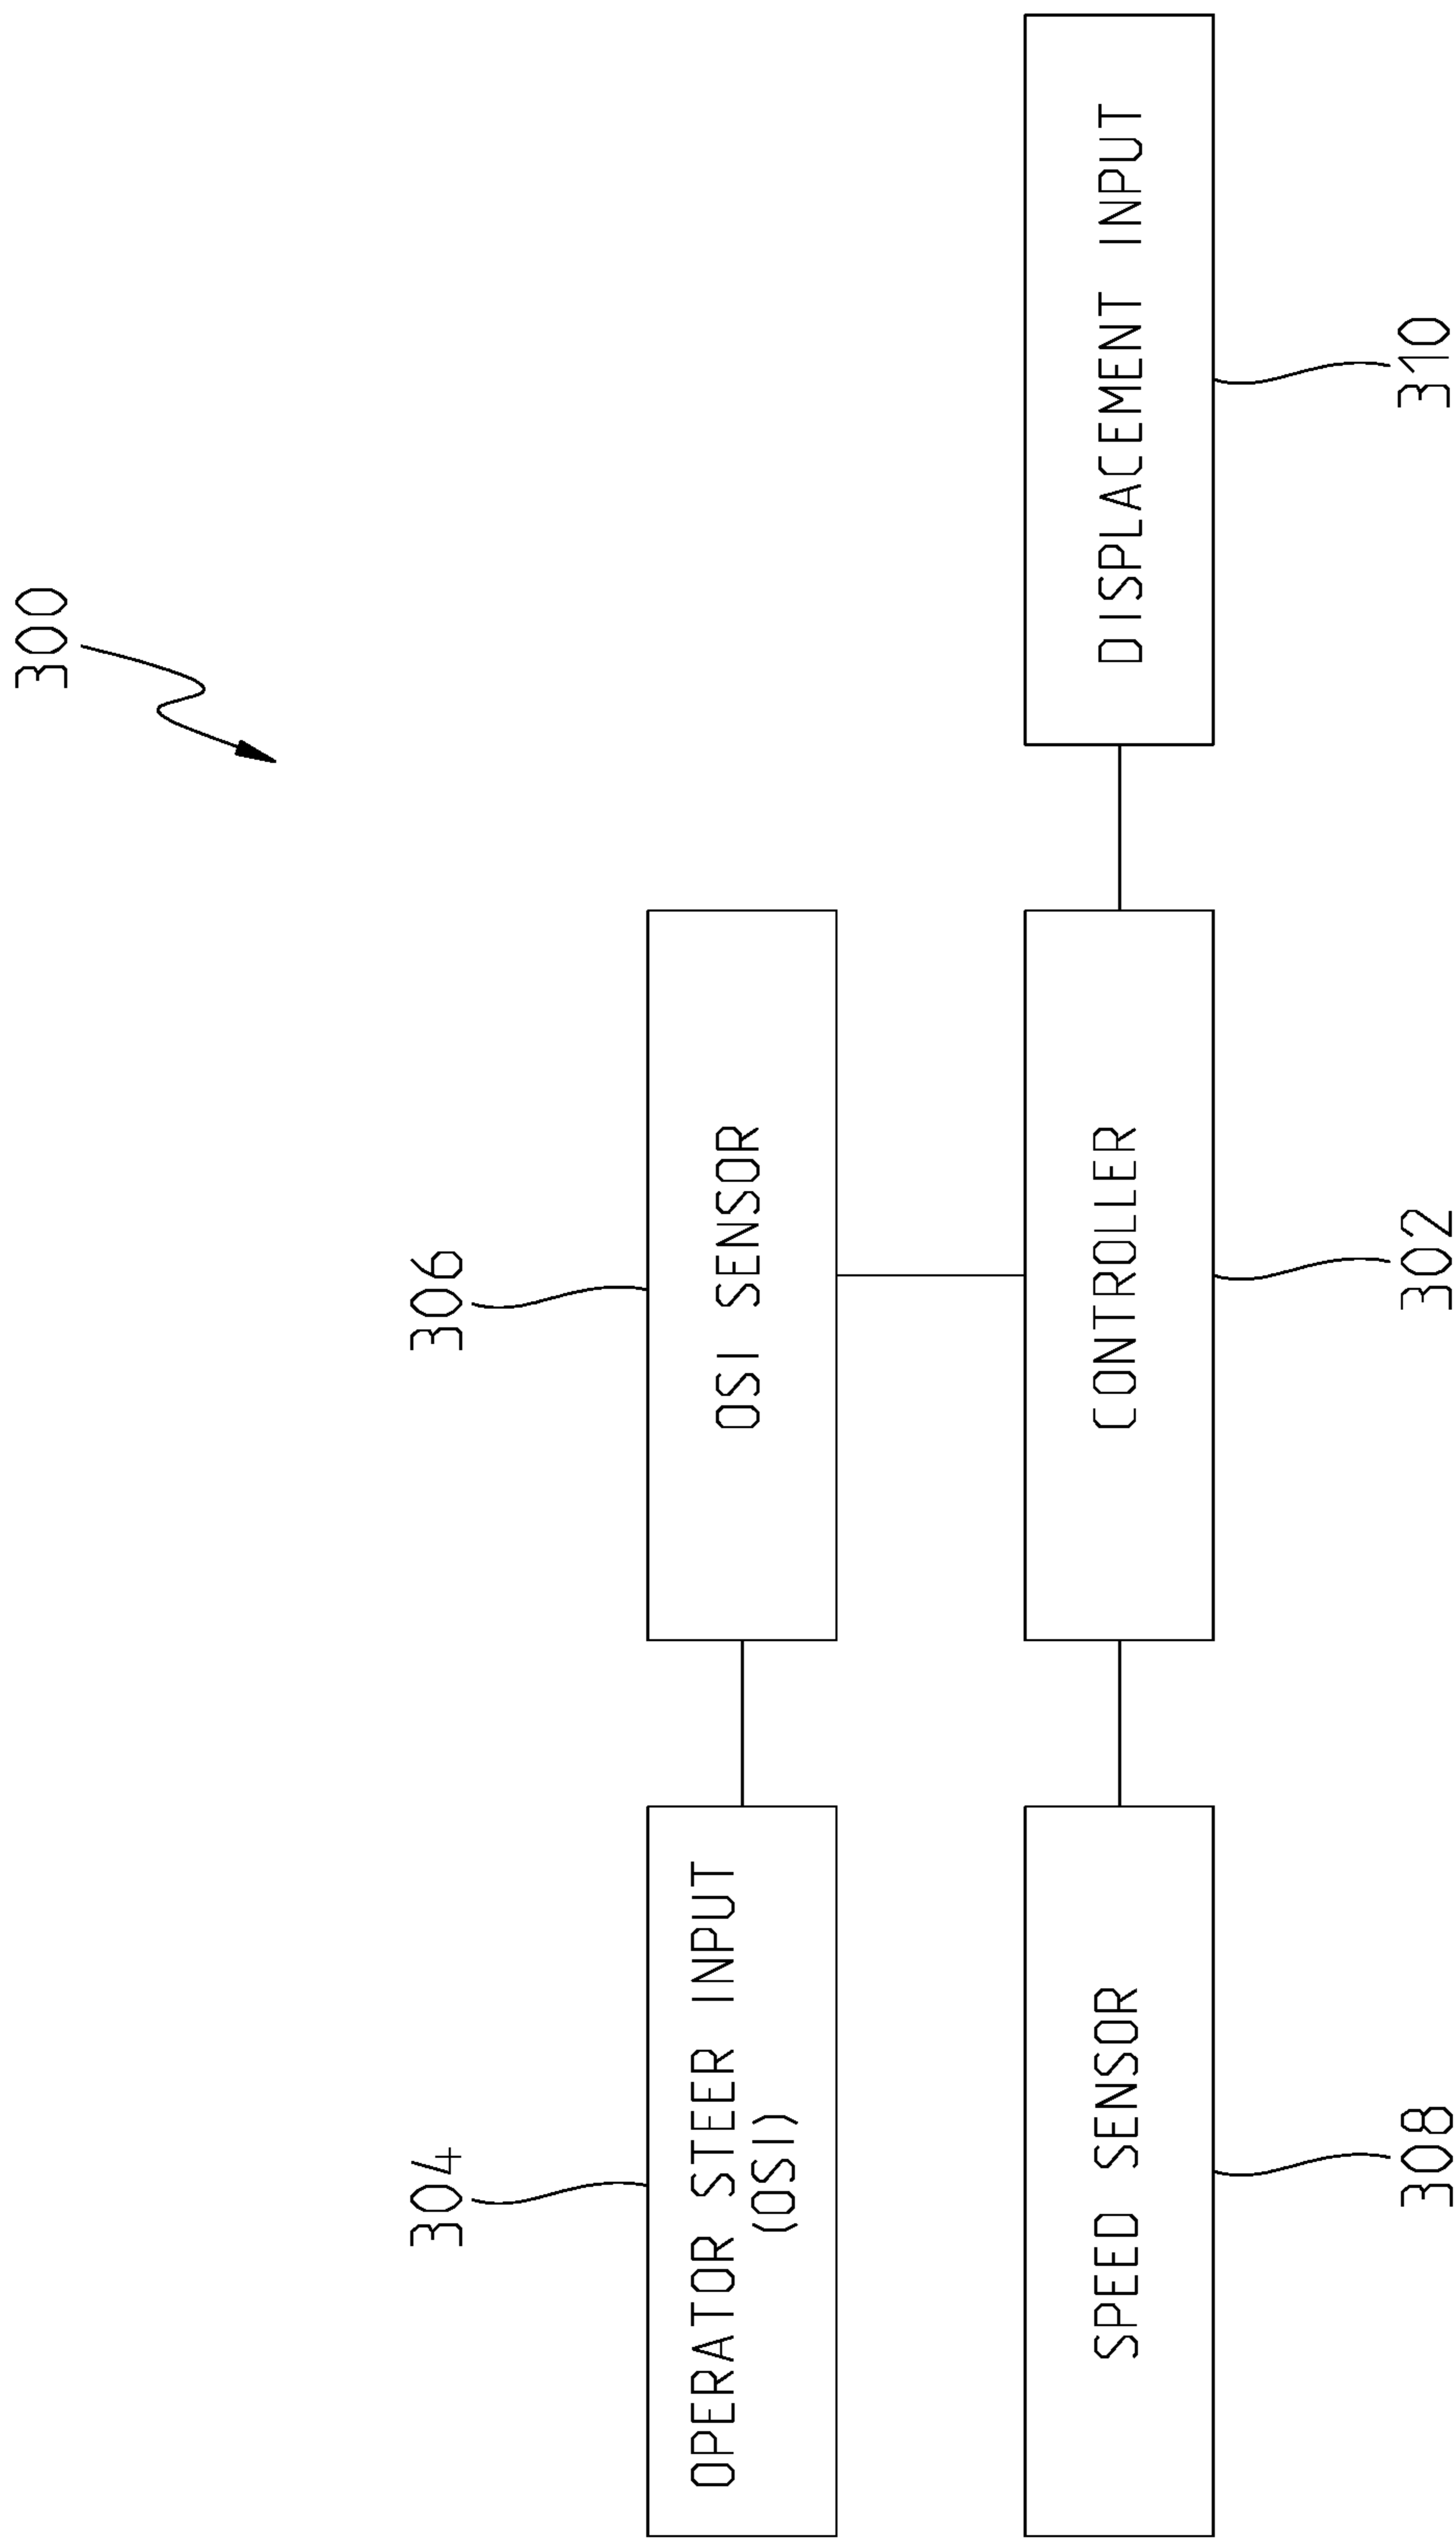 300
304
306
OPERATOR STEER INPUT
(OSI)
OSI SENSOR
SPEED SENSOR
CONTROLLER
DISPLACEMENT INPUT
308
302
310